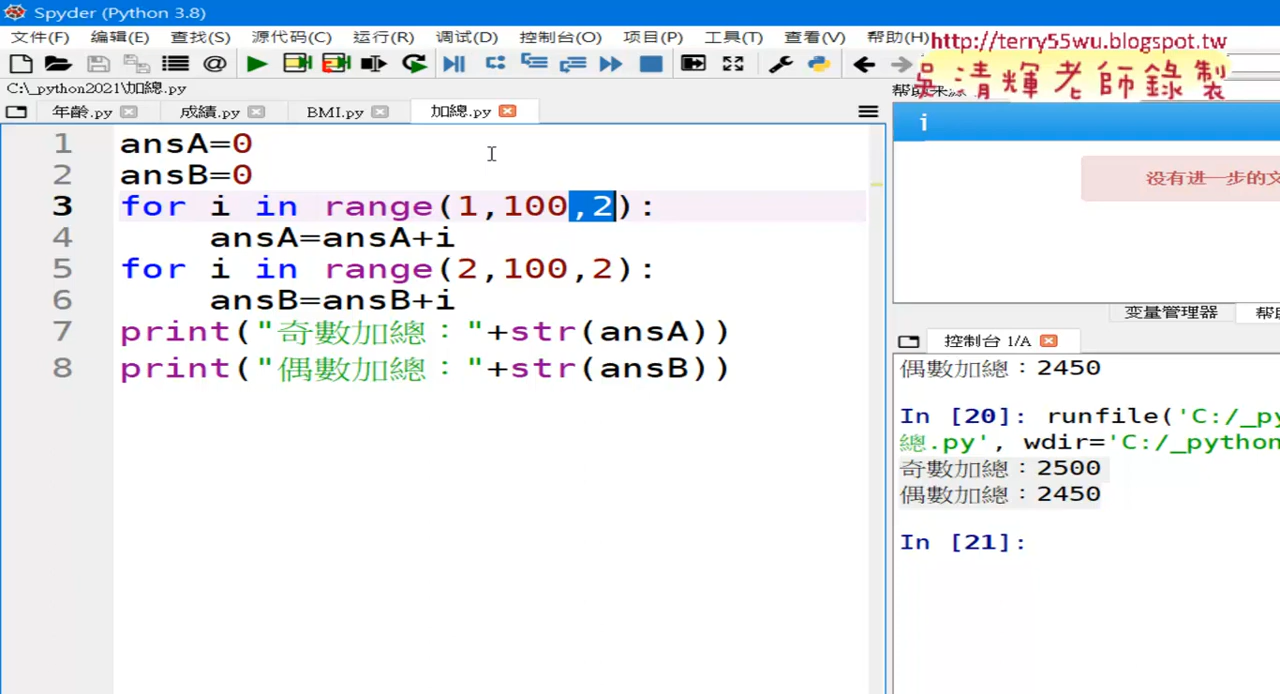 Spyder (Python 3.8)
文件(F) 编辑(E) 查找(S) 源代码(C) 运行(R) 调试(D) 控制台(O) 项目(P) 工具(T) 查看(V) 帮助(H)
http://terry55wu.blogspot.tw
吳清輝老師錄製
C:\_python2021\加總.py
年齡.py 成績.py BMI.py 加總.py
1 ansA=0
2 ansB=0
3 for i in range(1,100,2):
4 ansA=ansA+i
5 for i in range(2,100,2):
6 ansB=ansB+i
7 print("奇數加總："+str(ansA))
8 print("偶數加總："+str(ansB))
i
没有进一步的文
变量管理器 帮助
控制台 1/A
偶數加總：2450
In [20]: runfile('C:/_py
總.py', wdir='C:/_python
奇數加總：2500
偶數加總：2450
In [21]: